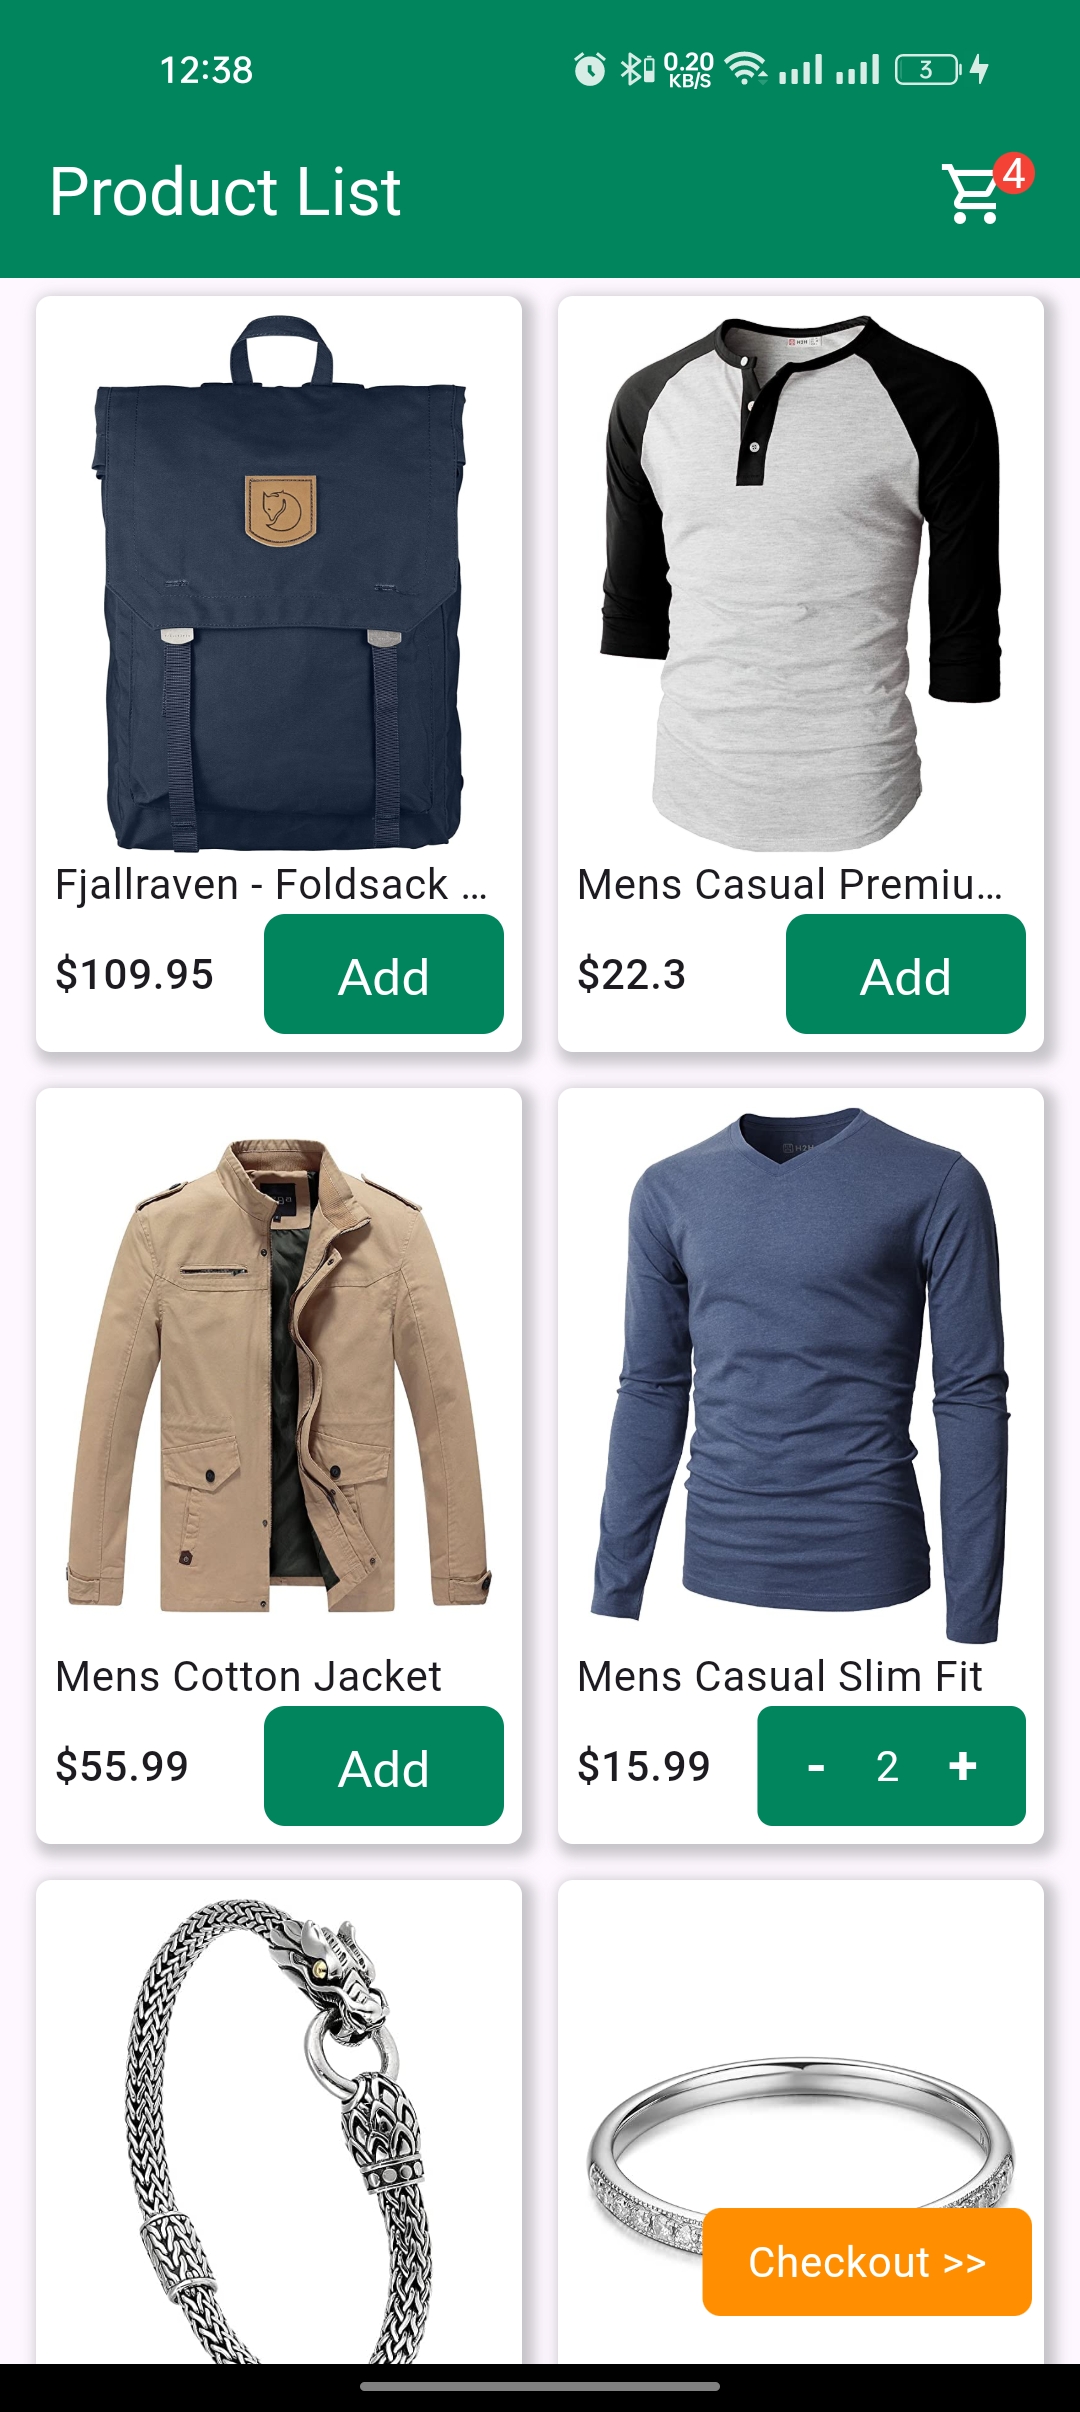 12:38 0.20 KB/S 3
Product List 4
Fjallraven - Foldsack ...
$109.95 Add
Mens Casual Premiu...
$22.3 Add
Mens Cotton Jacket
$55.99 Add
Mens Casual Slim Fit
$15.99 - 2 +
Checkout >>